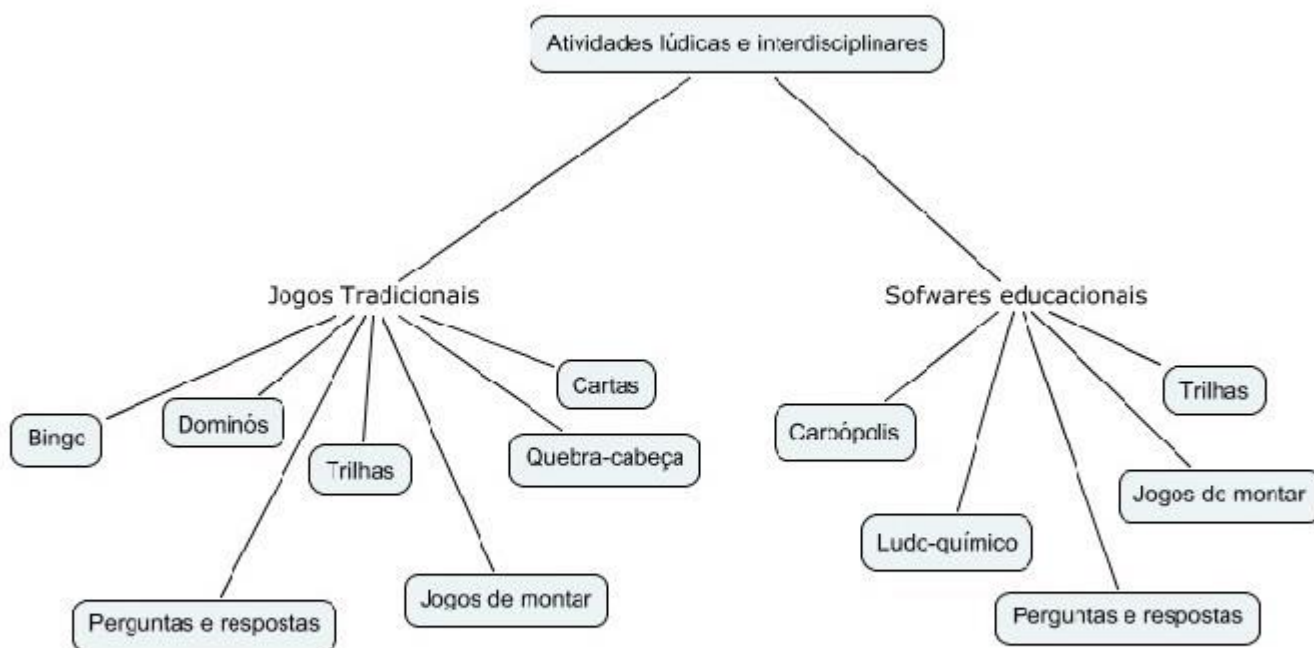 Atividades lúdicas e interdisciplinares
Jogos Tradicionais
Sofwares educacionais
Bingo
Dominós
Perguntas e respostas
Trilhas
Jogos de montar
Quebra-cabeça
Cartas
Carbópolis
Ludo-químico
Perguntas e respostas
Jogos de montar
Trilhas